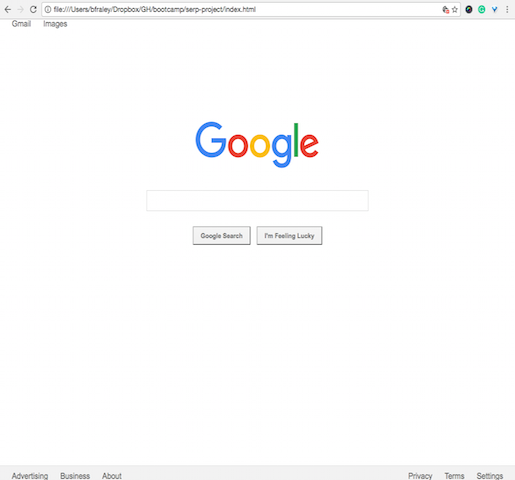 file:///Users/bfraley/Dropbox/GH/bootcamp/serp-project/index.html
Gmail Images
Google
Google Search I'm Feeling Lucky
Advertising Business About Privacy Terms Settings